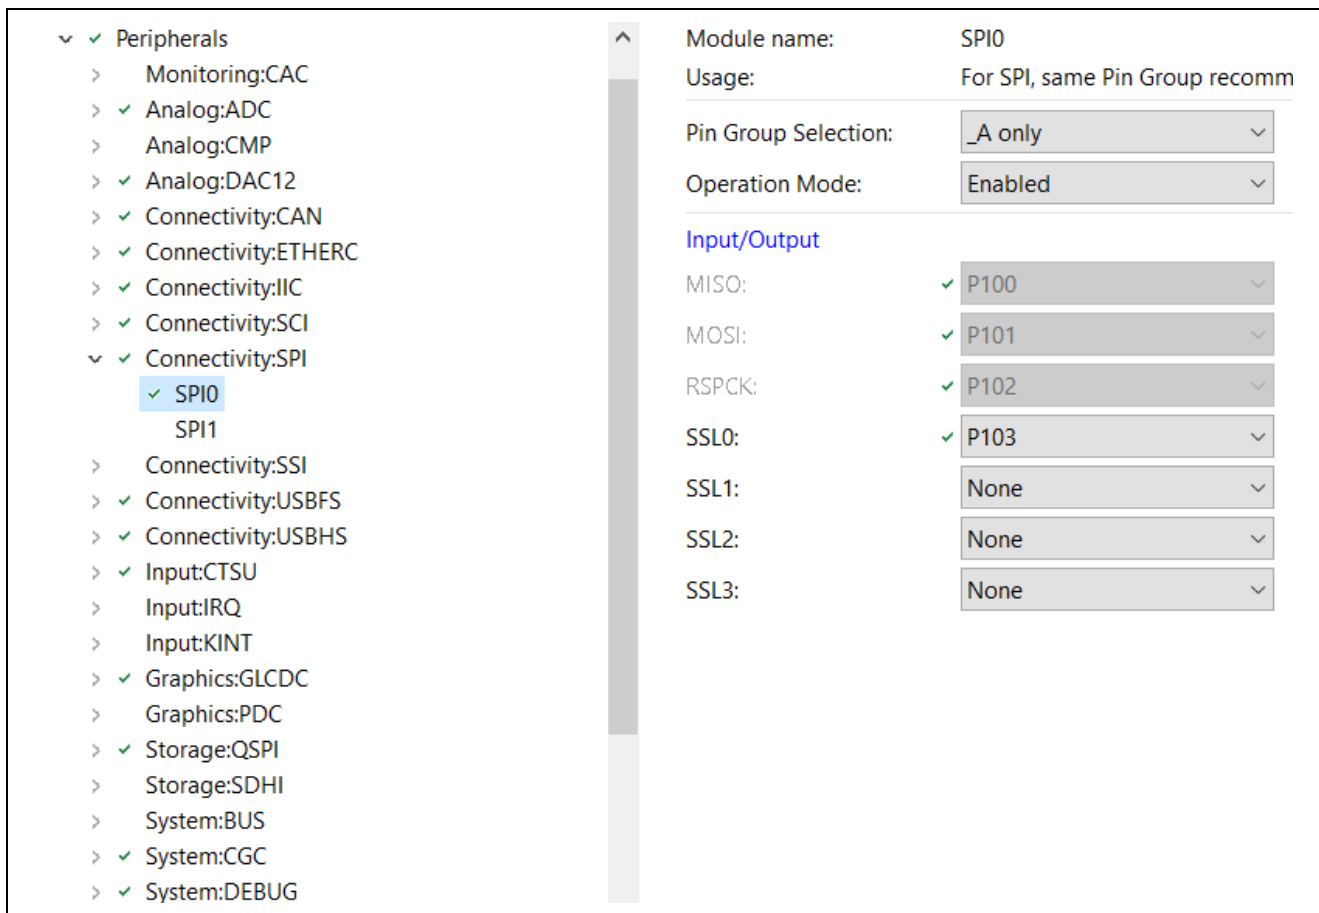 Peripherals
Monitoring:CAC
Analog:ADC
Analog:CMP
Analog:DAC12
Connectivity:CAN
Connectivity:ETHERC
Connectivity:IIC
Connectivity:SCI
Connectivity:SPI
SPI0
SPI1
Connectivity:SSI
Connectivity:USBFS
Connectivity:USBHS
Input:CTSU
Input:IRQ
Input:KINT
Graphics:GLCDC
Graphics:PDC
Storage:QSPI
Storage:SDHI
System:BUS
System:CGC
System:DEBUG
Module name: SPI0
Usage: For SPI, same Pin Group recomm
Pin Group Selection: _A only
Operation Mode: Enabled
Input/Output
MISO: P100
MOSI: P101
RSPCK: P102
SSL0: P103
SSL1: None
SSL2: None
SSL3: None